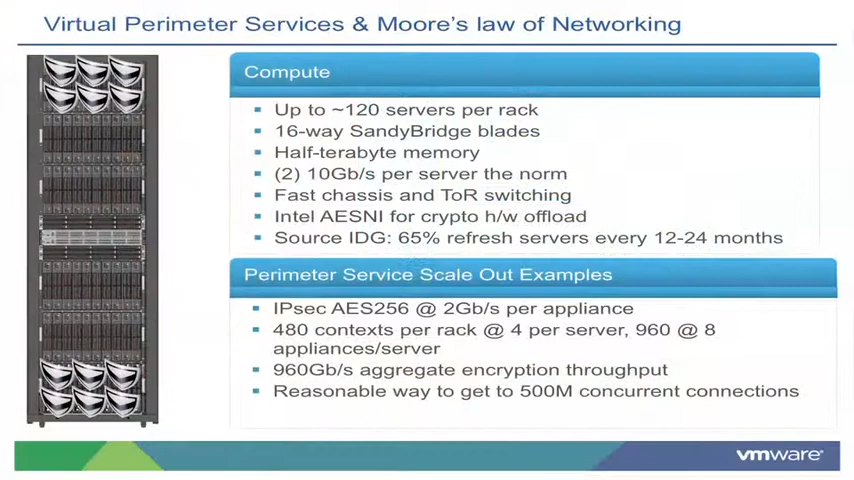 Virtual Perimeter Services & Moore's law of Networking
Compute
Up to ~120 servers per rack
16-way SandyBridge blades
Half-terabyte memory
(2) 10Gb/s per server the norm
Fast chassis and ToR switching
Intel AESNI for crypto h/w offload
Source IDG: 65% refresh servers every 12-24 months
Perimeter Service Scale Out Examples
IPsec AES256 @ 2Gb/s per appliance
480 contexts per rack @ 4 per server, 960 @ 8
appliances/server
960Gb/s aggregate encryption throughput
Reasonable way to get to 500M concurrent connections
vmware®